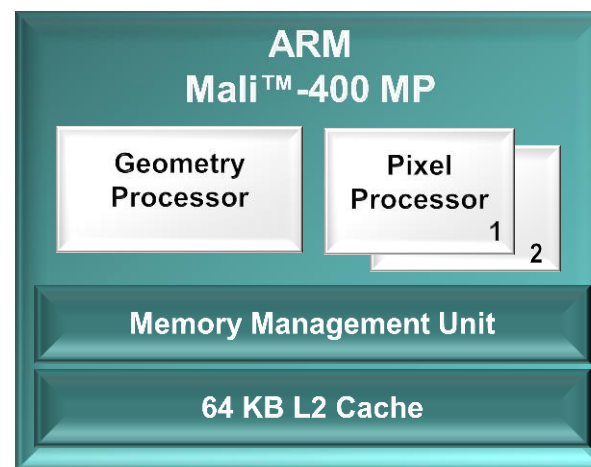 ARM
Mali™-400 MP
Geometry
Processor
Pixel
Processor
1
2
Memory Management Unit
64 KB L2 Cache